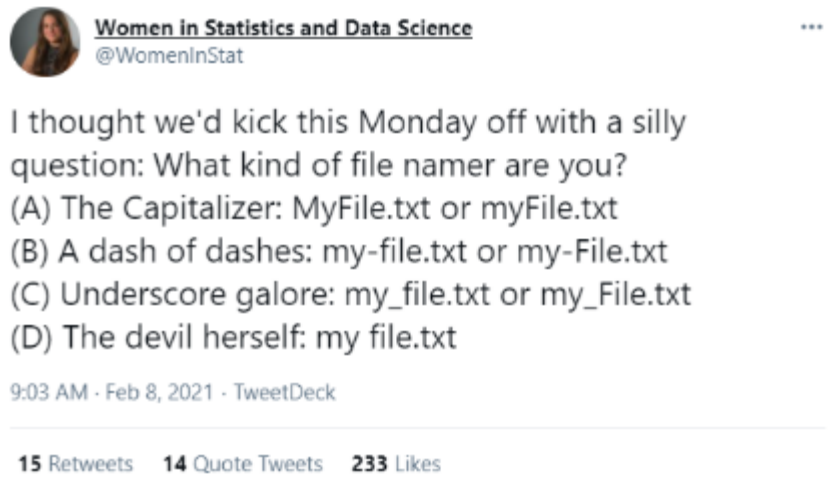 Women in Statistics and Data Science
@WomenInStat
I thought we'd kick this Monday off with a silly
question: What kind of file namer are you?
(A) The Capitalizer: MyFile.txt or myFile.txt
(B) A dash of dashes: my-file.txt or my-File.txt
(C) Underscore galore: my_file.txt or my_File.txt
(D) The devil herself: my file.txt
9:03 AM · Feb 8, 2021 · TweetDeck
15 Retweets 14 Quote Tweets 233 Likes